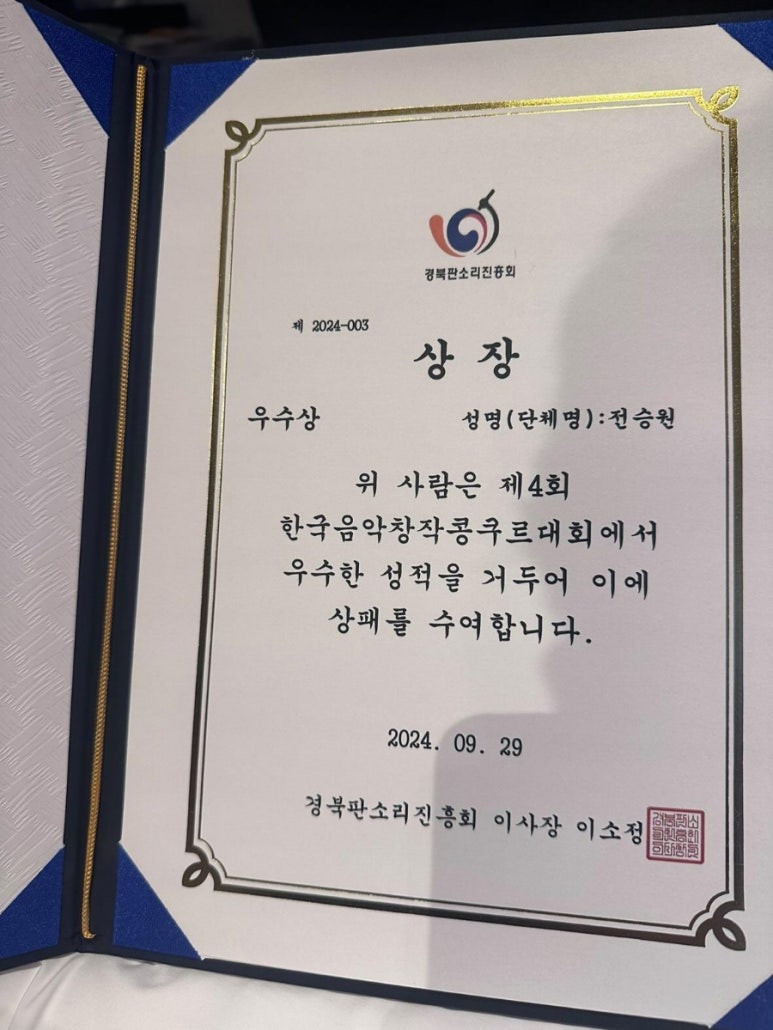 경북판소리진흥회
제 2024-003
상 장
우수상 성명(단체명):전승원
위 사람은 제4회
한국음악창작콩쿠르대회에서
우수한 성적을 거두어 이에
상패를 수여합니다.
2024. 09. 29
경북판소리진흥회 이사장 이소정